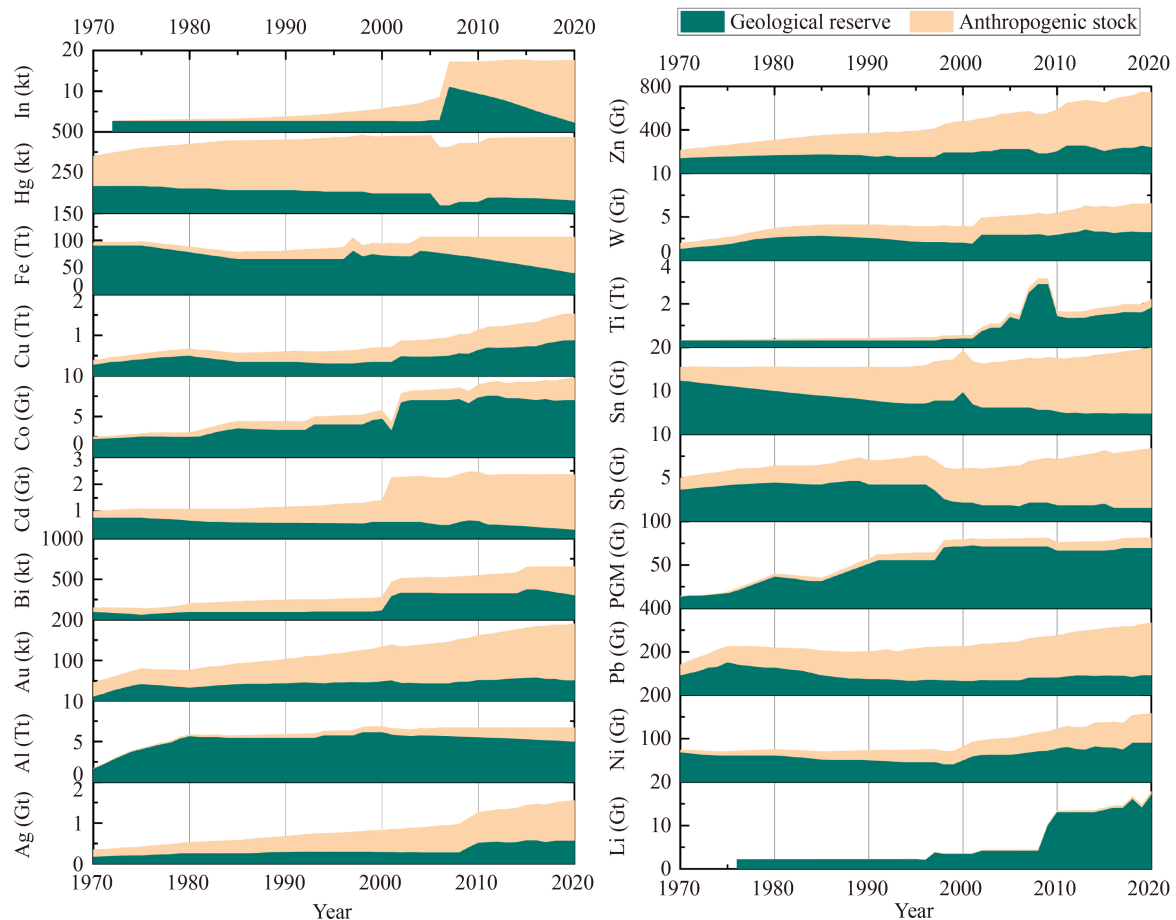 Geological reserve Anthropogenic stock
1970 1980 1990 2000 2010 2020
20
10
In (kt)
500
250
Hg (kt)
150
100
50
0
Fe (Tt)
2
1
Cu (Tt)
10
5
0
Co (Gt)
3
3
2
1
Cd (Gt)
1000
500
Bi (kt)
200
100
Au (kt)
10
5
0
Al (Tt)
2
1
0
Ag (Gt)
1970 1980 1990 2000 2010 2020
Year
1970 1980 1990 2000 2010 2020
800
400
Zn (Gt)
10
5
0
W (Gt)
4
2
Ti (Tt)
20
10
Sn (Gt)
10
5
Sb (Gt)
100
50
PGM (Gt)
400
200
Pb (Gt)
200
100
Ni (Gt)
20
10
0
Li (Gt)
1970 1980 1990 2000 2010 2020
Year